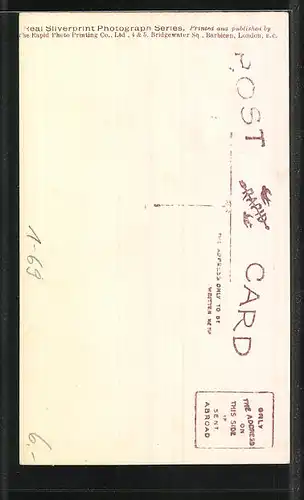 Real Silverprint Photograph Series. Printed and published by
The Rapid Photo Printing Co., Ltd., 4 & 5, Bridgewater Sq., Barbican, London, E.C.
POST CARD
RAPHO
THE ADDRESS ONLY TO BE
WRITTEN HERE
ONLY
THE ADDRESS
ON
THIS SIDE
IF
SENT
ABROAD
1-69
6,-